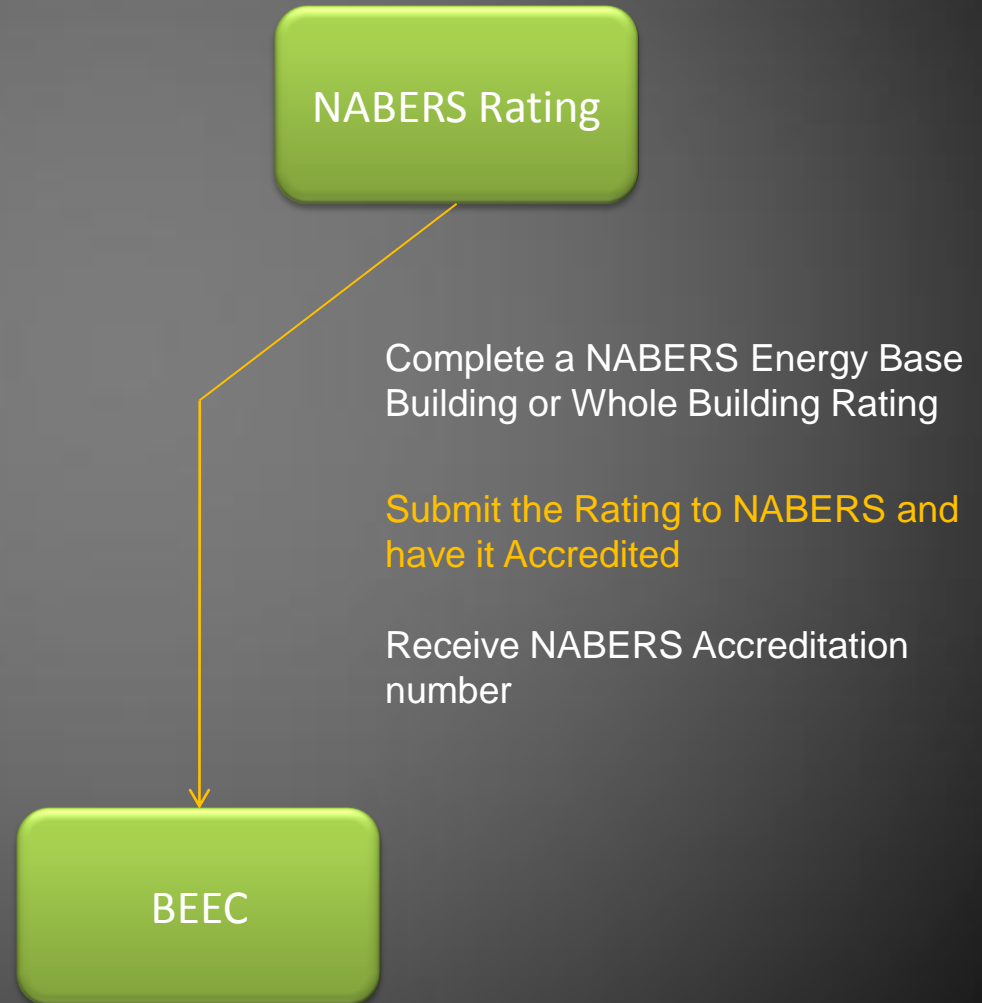 NABERS Rating
Complete a NABERS Energy Base
Building or Whole Building Rating
Submit the Rating to NABERS and
have it Accredited
Receive NABERS Accreditation
number
BEEC